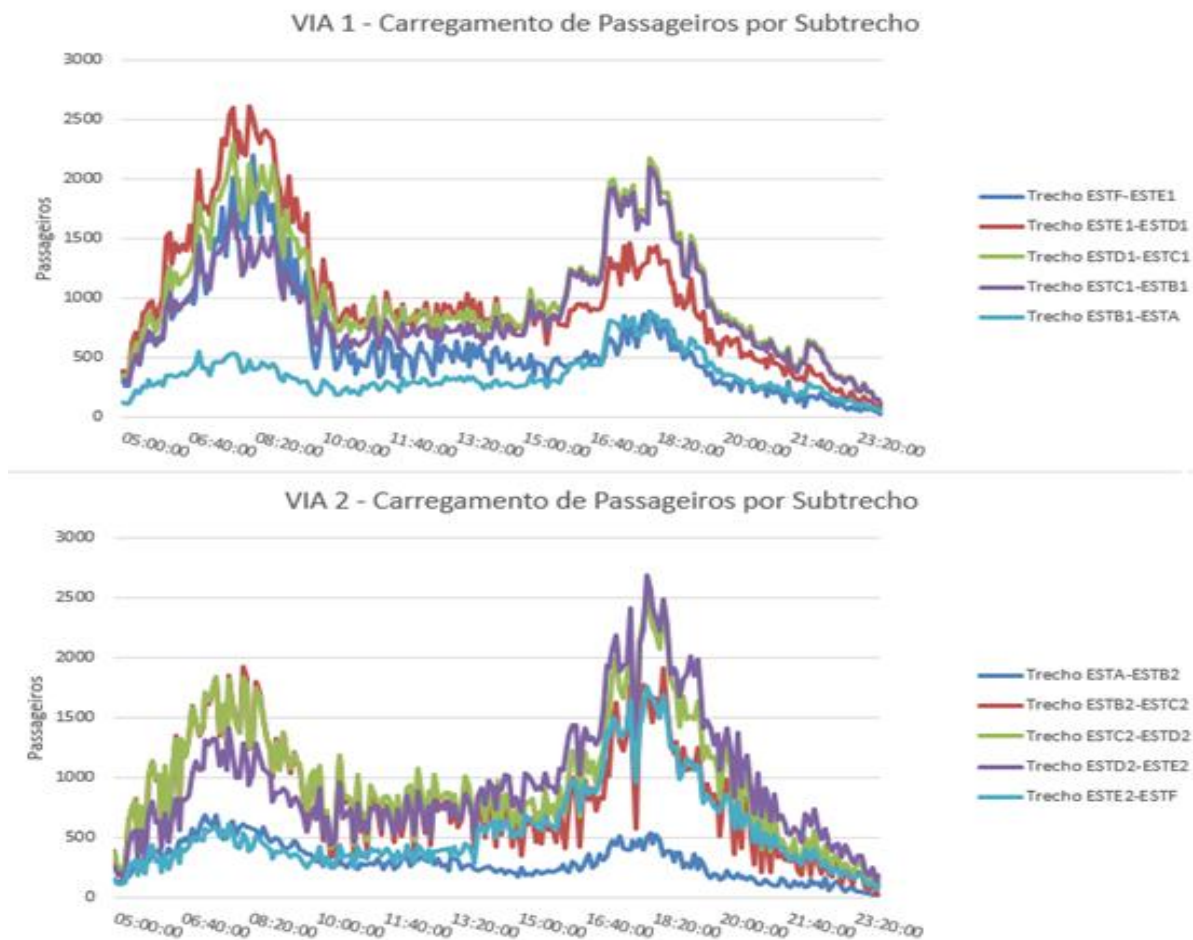 VIA 1 - Carregamento de Passageiros por Subtrecho
3000
2500
2000
1500
1000
500
0
Passageiros
05:00:00 06:40:00 08:20:00 10:00:00 11:40:00 13:20:00 15:00:00 16:40:00 18:20:00 20:00:00 21:40:00 23:20:00
Trecho ESTF-ESTE1
Trecho ESTE1-ESTD1
Trecho ESTD1-ESTC1
Trecho ESTC1-ESTB1
Trecho ESTB1-ESTA
VIA 2 - Carregamento de Passageiros por Subtrecho
3000
2500
2000
1500
1000
500
0
Passageiros
05:00:00 06:40:00 08:20:00 10:00:00 11:40:00 13:20:00 15:00:00 16:40:00 18:20:00 20:00:00 21:40:00 23:20:00
Trecho ESTA-ESTB2
Trecho ESTB2-ESTC2
Trecho ESTC2-ESTD2
Trecho ESTD2-ESTE2
Trecho ESTE2-ESTF